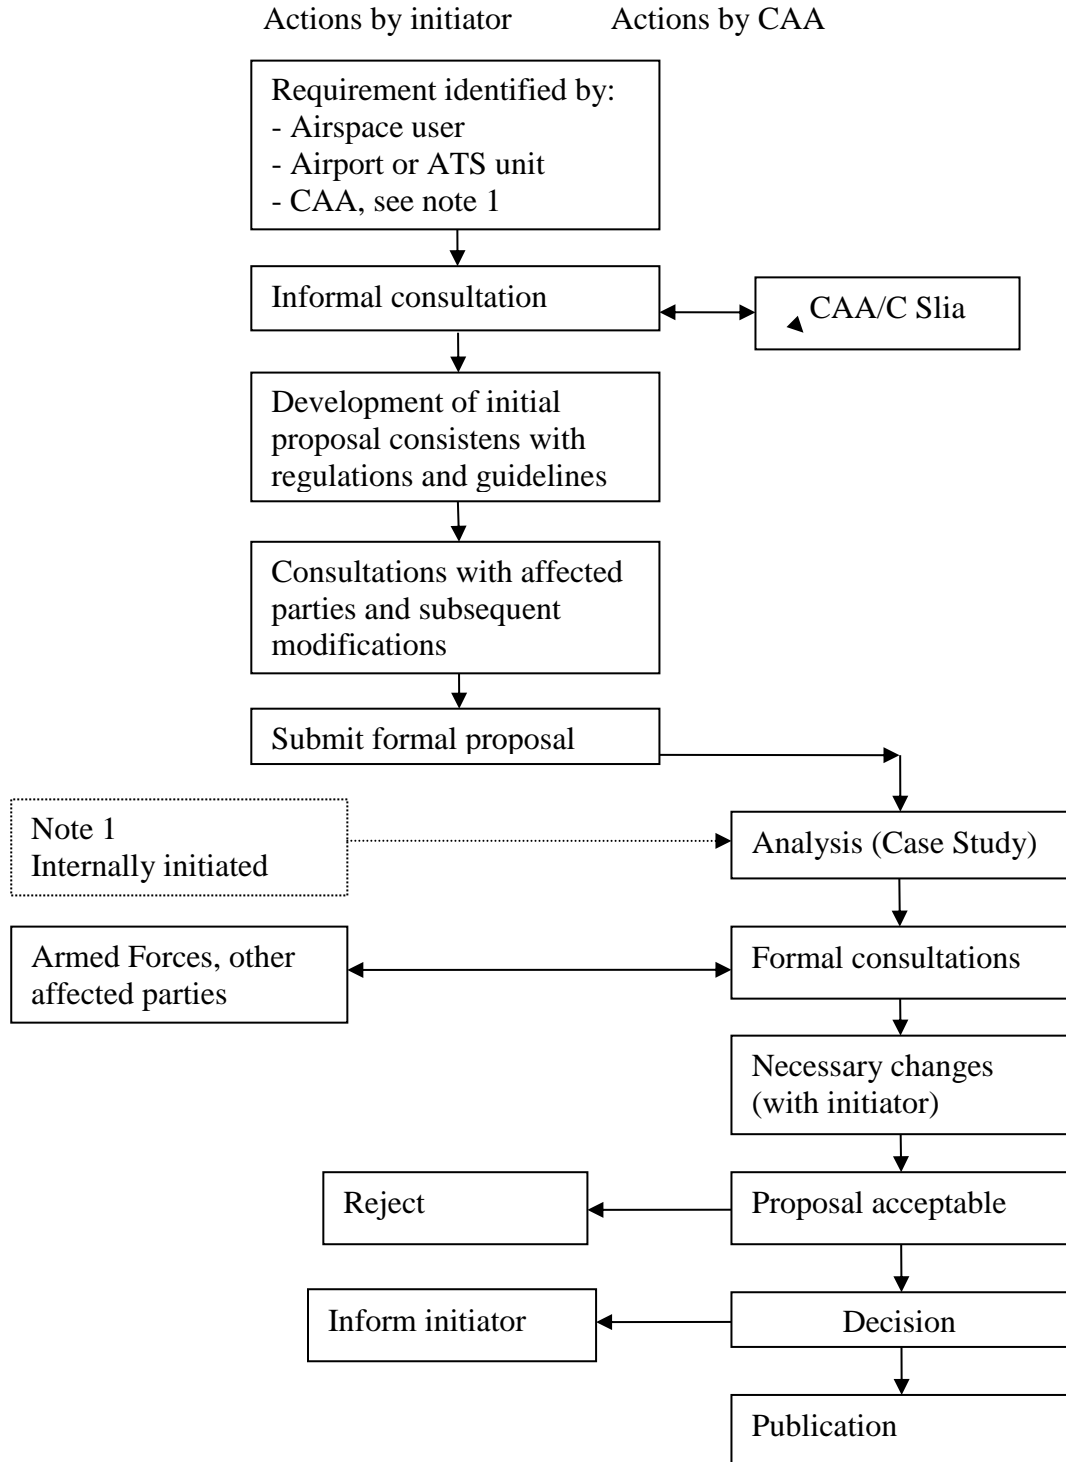 Actions by initiator
Actions by CAA
Requirement identified by:
- Airspace user
- Airport or ATS unit
- CAA, see note 1
Informal consultation
CAA/C Slia
Development of initial
proposal consistens with
regulations and guidelines
Consultations with affected
parties and subsequent
modifications
Submit formal proposal
Note 1
Internally initiated
Analysis (Case Study)
Armed Forces, other
affected parties
Formal consultations
Necessary changes
(with initiator)
Reject
Proposal acceptable
Inform initiator
Decision
Publication